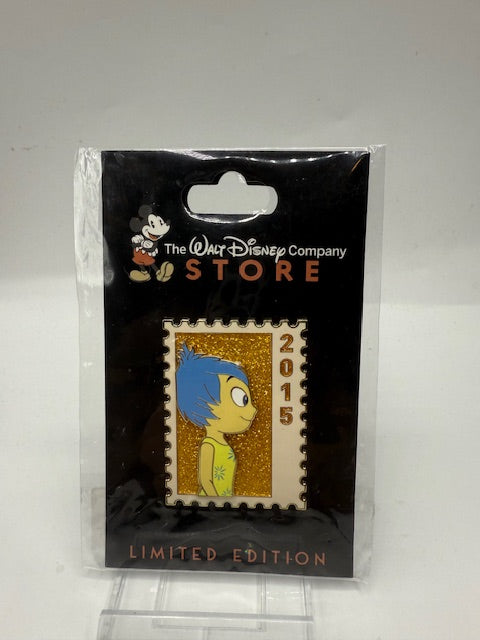 The WALT DISNEY Company
STORE
2015
LIMITED EDITION